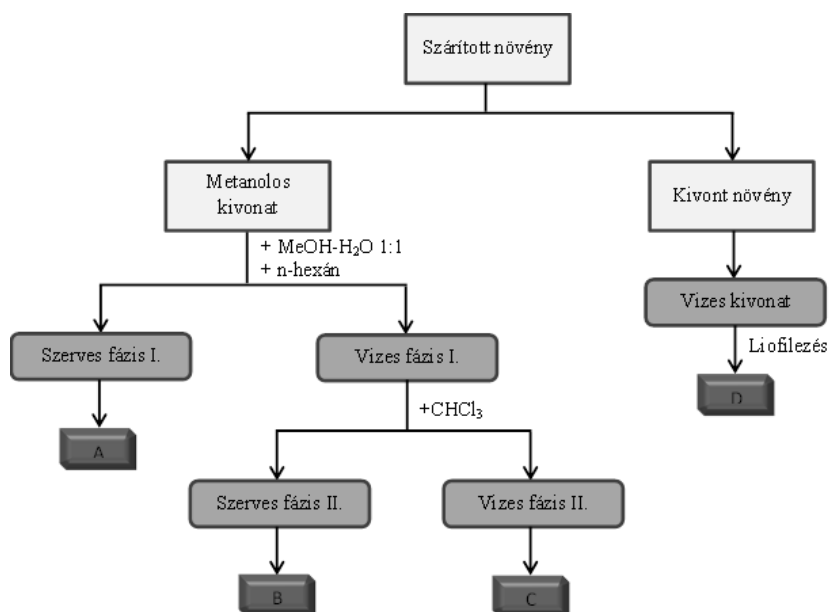 Szárított növény
Metanolos
kivonat
Kivont növény
+ MeOH-H₂O 1:1
+ n-hexán
Vizes kivonat
Szerves fázis I.
Vizes fázis I.
Liofilezés
D
+CHCl₃
A
Szerves fázis II.
Vizes fázis II.
B
C